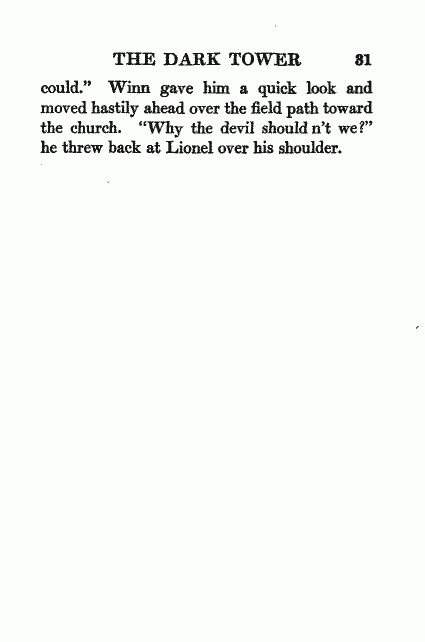 THE DARK TOWER 81
could.” Winn gave him a quick look and
moved hastily ahead over the field path toward
the church. “Why the devil should n't we?”
he threw back at Lionel over his shoulder.